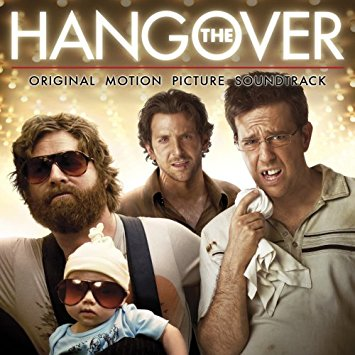 THE
HANGOVER
ORIGINAL MOTION PICTURE SOUNDTRACK